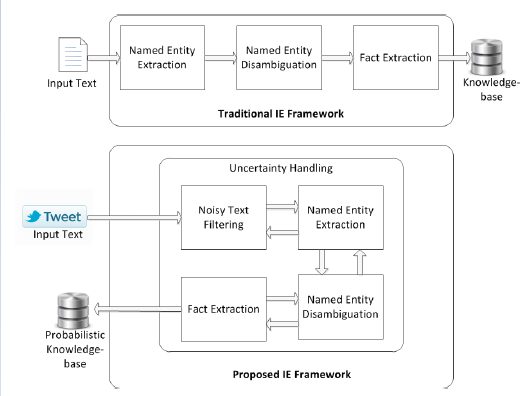 Named Entity
Extraction
Named Entity
Disambiguation
Fact Extraction
Input Text
Knowledge-
base
Traditional IE Framework
Uncertainty Handling
Tweet
Input Text
Noisy Text
Filtering
Named Entity
Extraction
Fact Extraction
Named Entity
Disambiguation
Probabilistic
Knowledge-
base
Proposed IE Framework